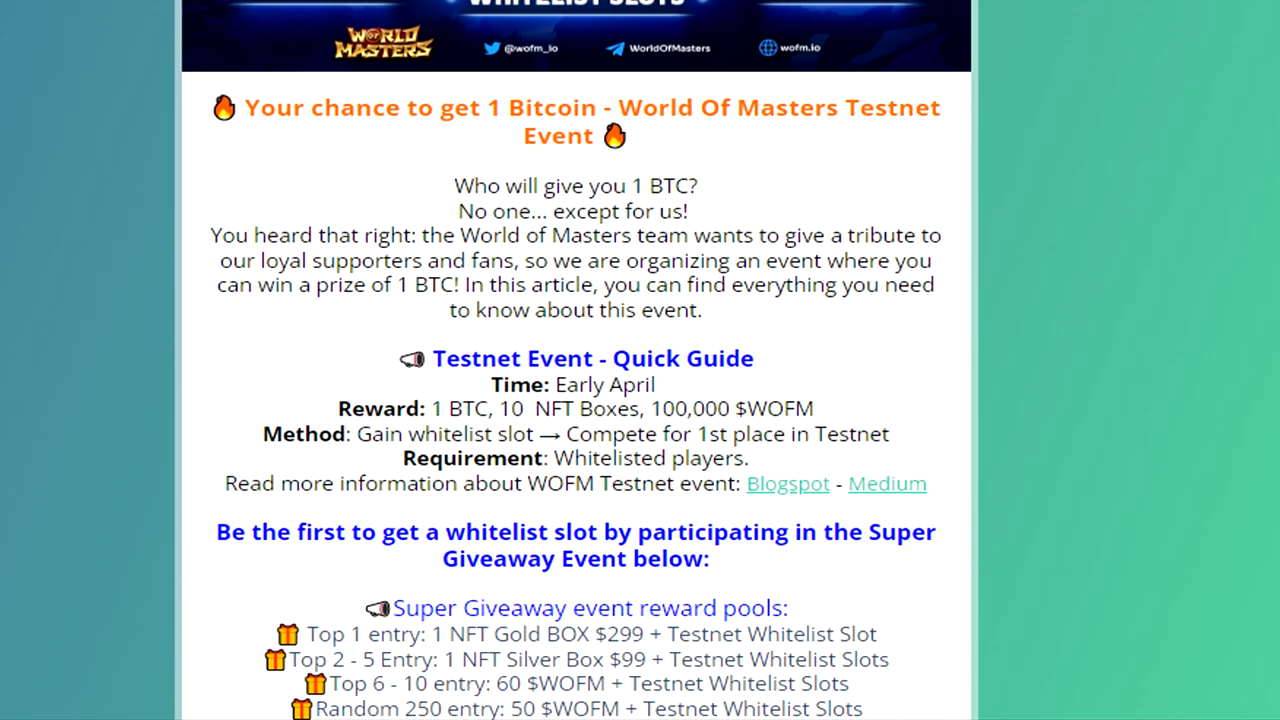 WHITELIST SLOTS
WORLD OF MASTERS
@wofm_io
WorldOfMasters
wofm.io
Your chance to get 1 Bitcoin - World Of Masters Testnet
Event
Who will give you 1 BTC?
No one... except for us!
You heard that right: the World of Masters team wants to give a tribute to
our loyal supporters and fans, so we are organizing an event where you
can win a prize of 1 BTC! In this article, you can find everything you need
to know about this event.
Testnet Event - Quick Guide
Time: Early April
Reward: 1 BTC, 10 NFT Boxes, 100,000 $WOFM
Method: Gain whitelist slot → Compete for 1st place in Testnet
Requirement: Whitelisted players.
Read more information about WOFM Testnet event: Blogspot - Medium
Be the first to get a whitelist slot by participating in the Super
Giveaway Event below:
Super Giveaway event reward pools:
Top 1 entry: 1 NFT Gold BOX $299 + Testnet Whitelist Slot
Top 2 - 5 Entry: 1 NFT Silver Box $99 + Testnet Whitelist Slots
Top 6 - 10 entry: 60 $WOFM + Testnet Whitelist Slots
Random 250 entry: 50 $WOFM + Testnet Whitelist Slots